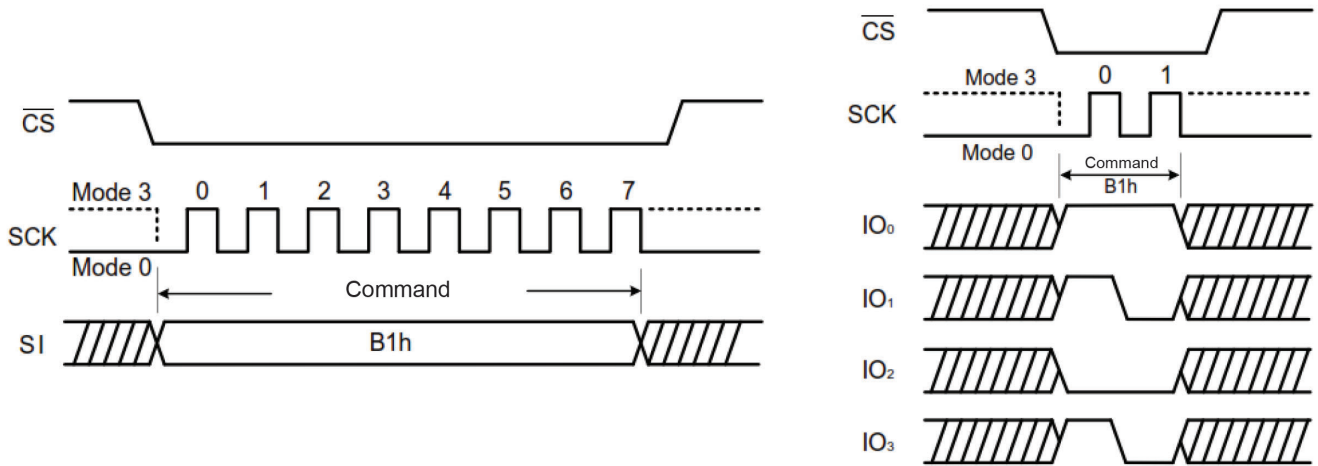 CS
Mode 3 0 1 2 3 4 5 6 7
SCK
Mode 0
Command
SI B1h
CS
Mode 3 0 1
SCK
Mode 0
Command
B1h
IO₀
IO₁
IO₂
IO₃